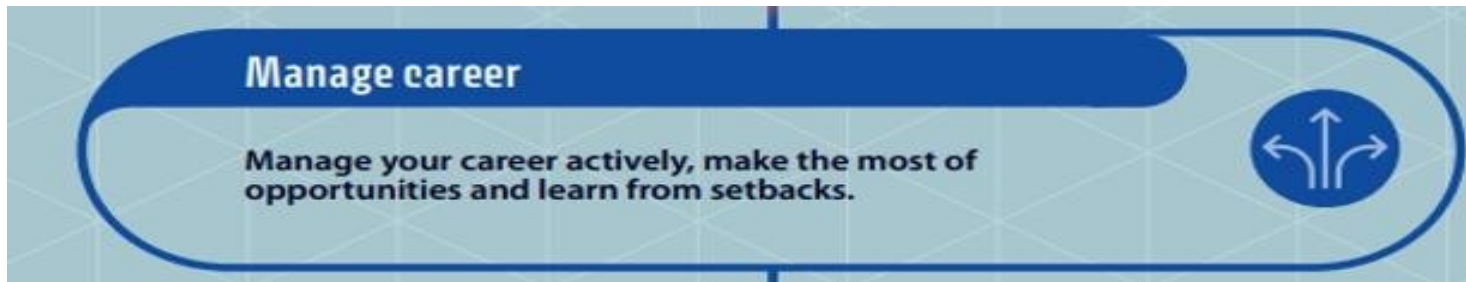 Manage career
Manage your career actively, make the most of
opportunities and learn from setbacks.